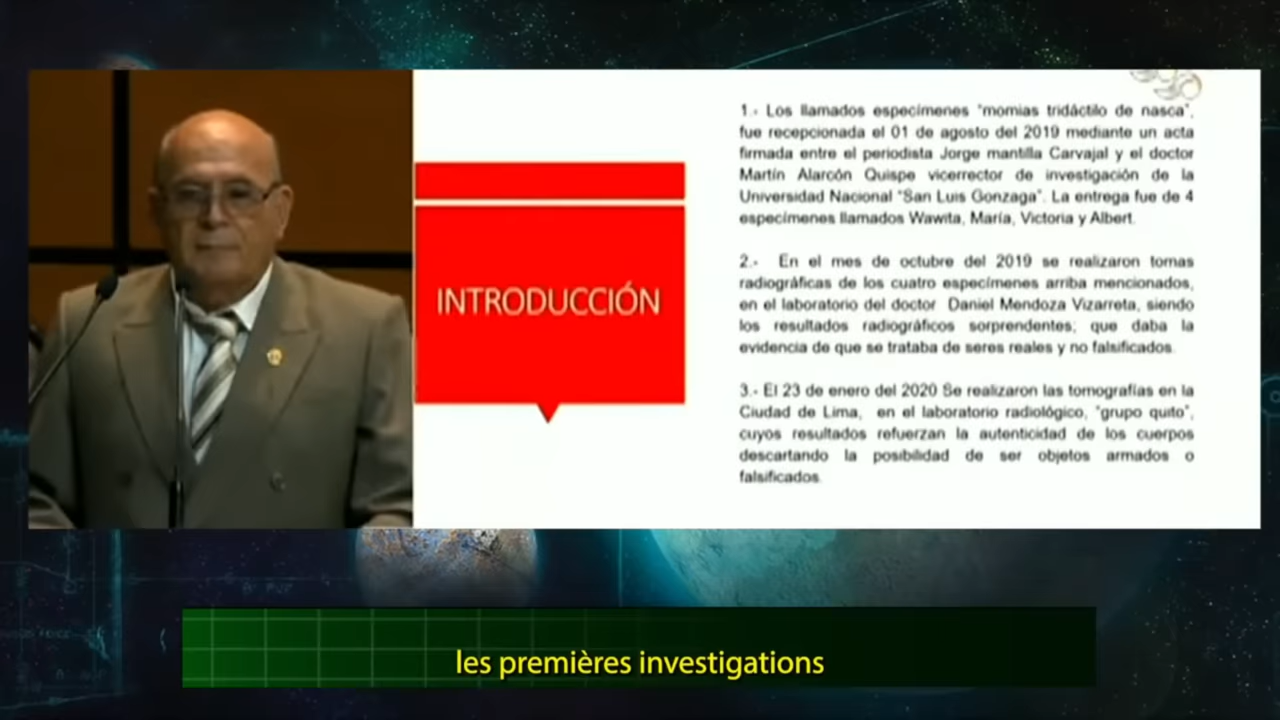 INTRODUCCIÓN
1.- Los llamados especímenes "momias tridáctilo de nasca",
fue recepcionada el 01 de agosto del 2019 mediante un acta
firmada entre el periodista Jorge mantilla Carvajal y el doctor
Martín Alarcón Quispe vicerrector de investigación de la
Universidad Nacional "San Luis Gonzaga". La entrega fue de 4
especímenes llamados Wawita, María, Victoria y Albert.
2.- En el mes de octubre del 2019 se realizaron tomas
radiográficas de los cuatro especímenes arriba mencionados,
en el laboratorio del doctor Daniel Mendoza Vizarreta, siendo
los resultados radiográficos sorprendentes; que daba la
evidencia de que se trataba de seres reales y no falsificados.
3.- El 23 de enero del 2020 Se realizaron las tomografías en la
Ciudad de Lima, en el laboratorio radiológico, "grupo quito",
cuyos resultados refuerzan la autenticidad de los cuerpos
descartando la posibilidad de ser objetos armados o
falsificados.
les premières investigations